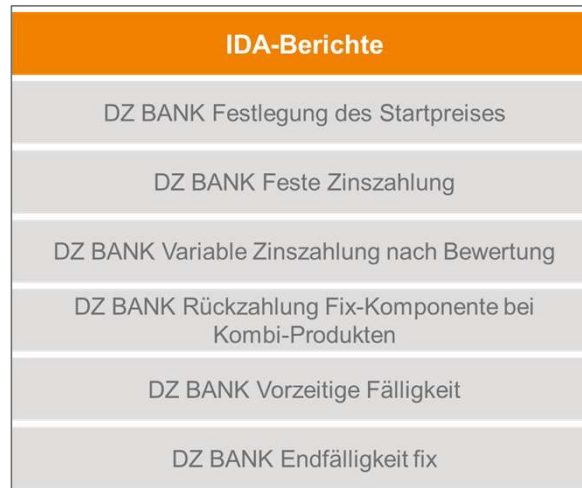 IDA-Berichte
DZ BANK Festlegung des Startpreises
DZ BANK Feste Zinszahlung
DZ BANK Variable Zinszahlung nach Bewertung
DZ BANK Rückzahlung Fix-Komponente bei
Kombi-Produkten
DZ BANK Vorzeitige Fälligkeit
DZ BANK Endfälligkeit fix